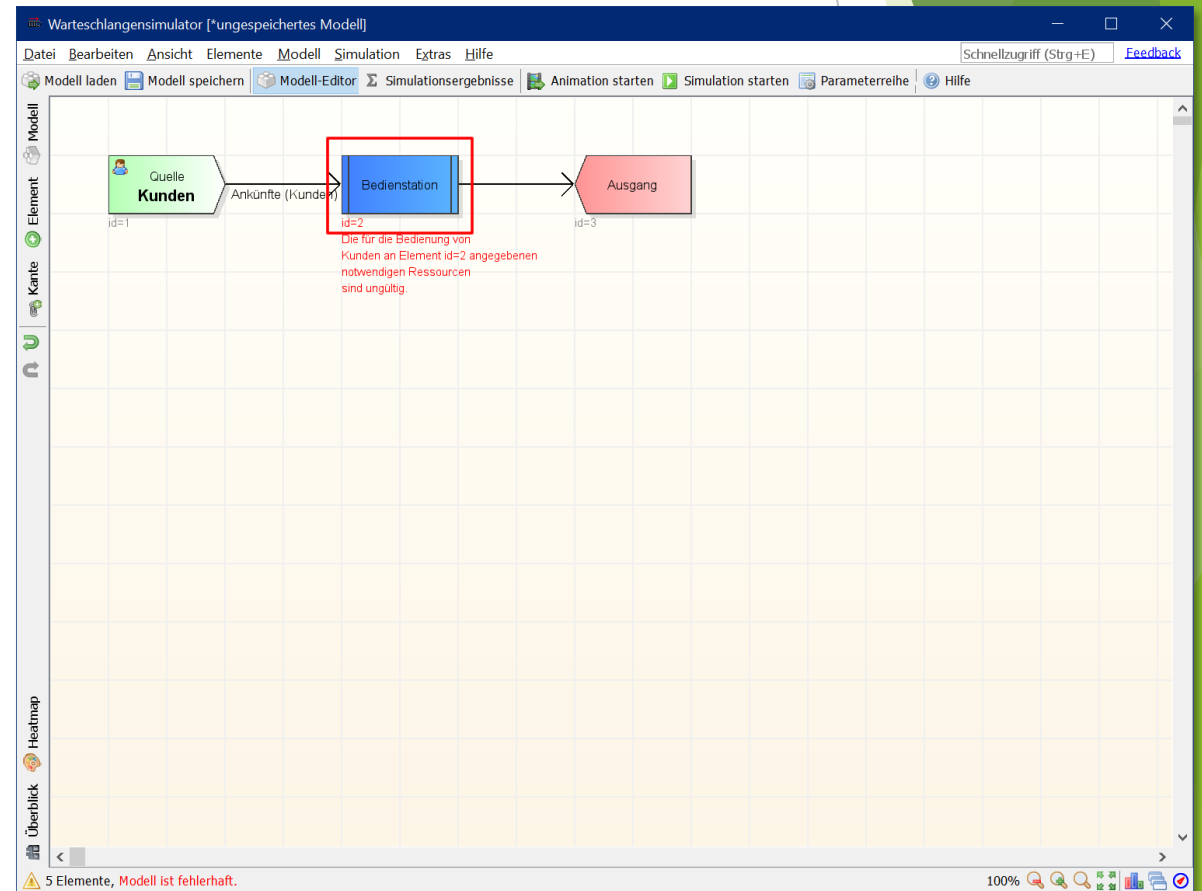 Warteschlangensimulator [*ungespeichertes Modell]
Datei Bearbeiten Ansicht Elemente Modell Simulation Extras Hilfe
Schnellzugriff (Strg+E)
Feedback
Modell laden Modell speichern Modell-Editor Σ Simulationsergebnisse Animation starten Simulation starten Parameterreihe Hilfe
Modell
Element
Kante
Heatmap
Überblick
Quelle
Kunden
id=1
Ankünfte (Kunden)
Bedienstation
id=2
Die für die Bedienung von
Kunden an Element id=2 angegebenen
notwendigen Ressourcen
sind ungültig.
Ausgang
id=3
5 Elemente, Modell ist fehlerhaft.
100%